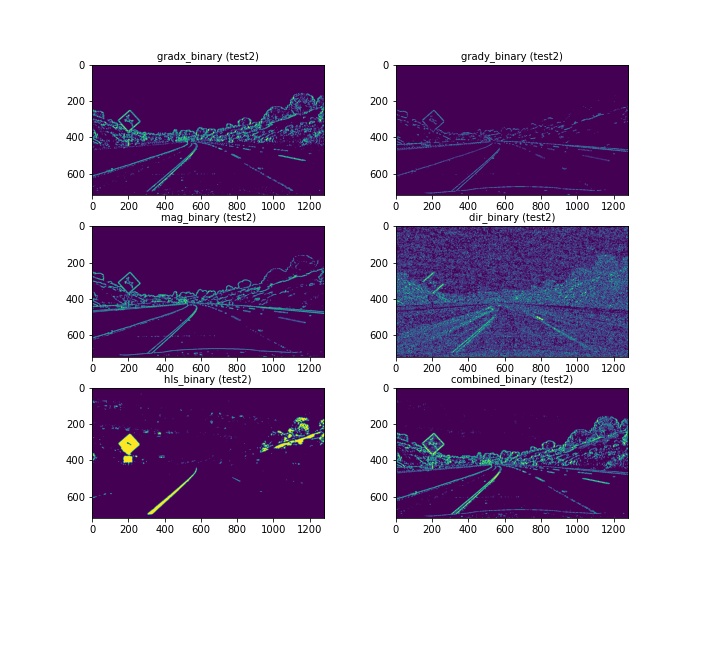 gradx_binary (test2)
grady_binary (test2)
0
200
400
600
0 200 400 600 800 1000 1200
0
200
400
600
0 200 400 600 800 1000 1200
mag_binary (test2)
dir_binary (test2)
0
200
400
600
0 200 400 600 800 1000 1200
0
200
400
600
0 200 400 600 800 1000 1200
hls_binary (test2)
combined_binary (test2)
0
200
400
600
0 200 400 600 800 1000 1200
0
200
400
600
0 200 400 600 800 1000 1200